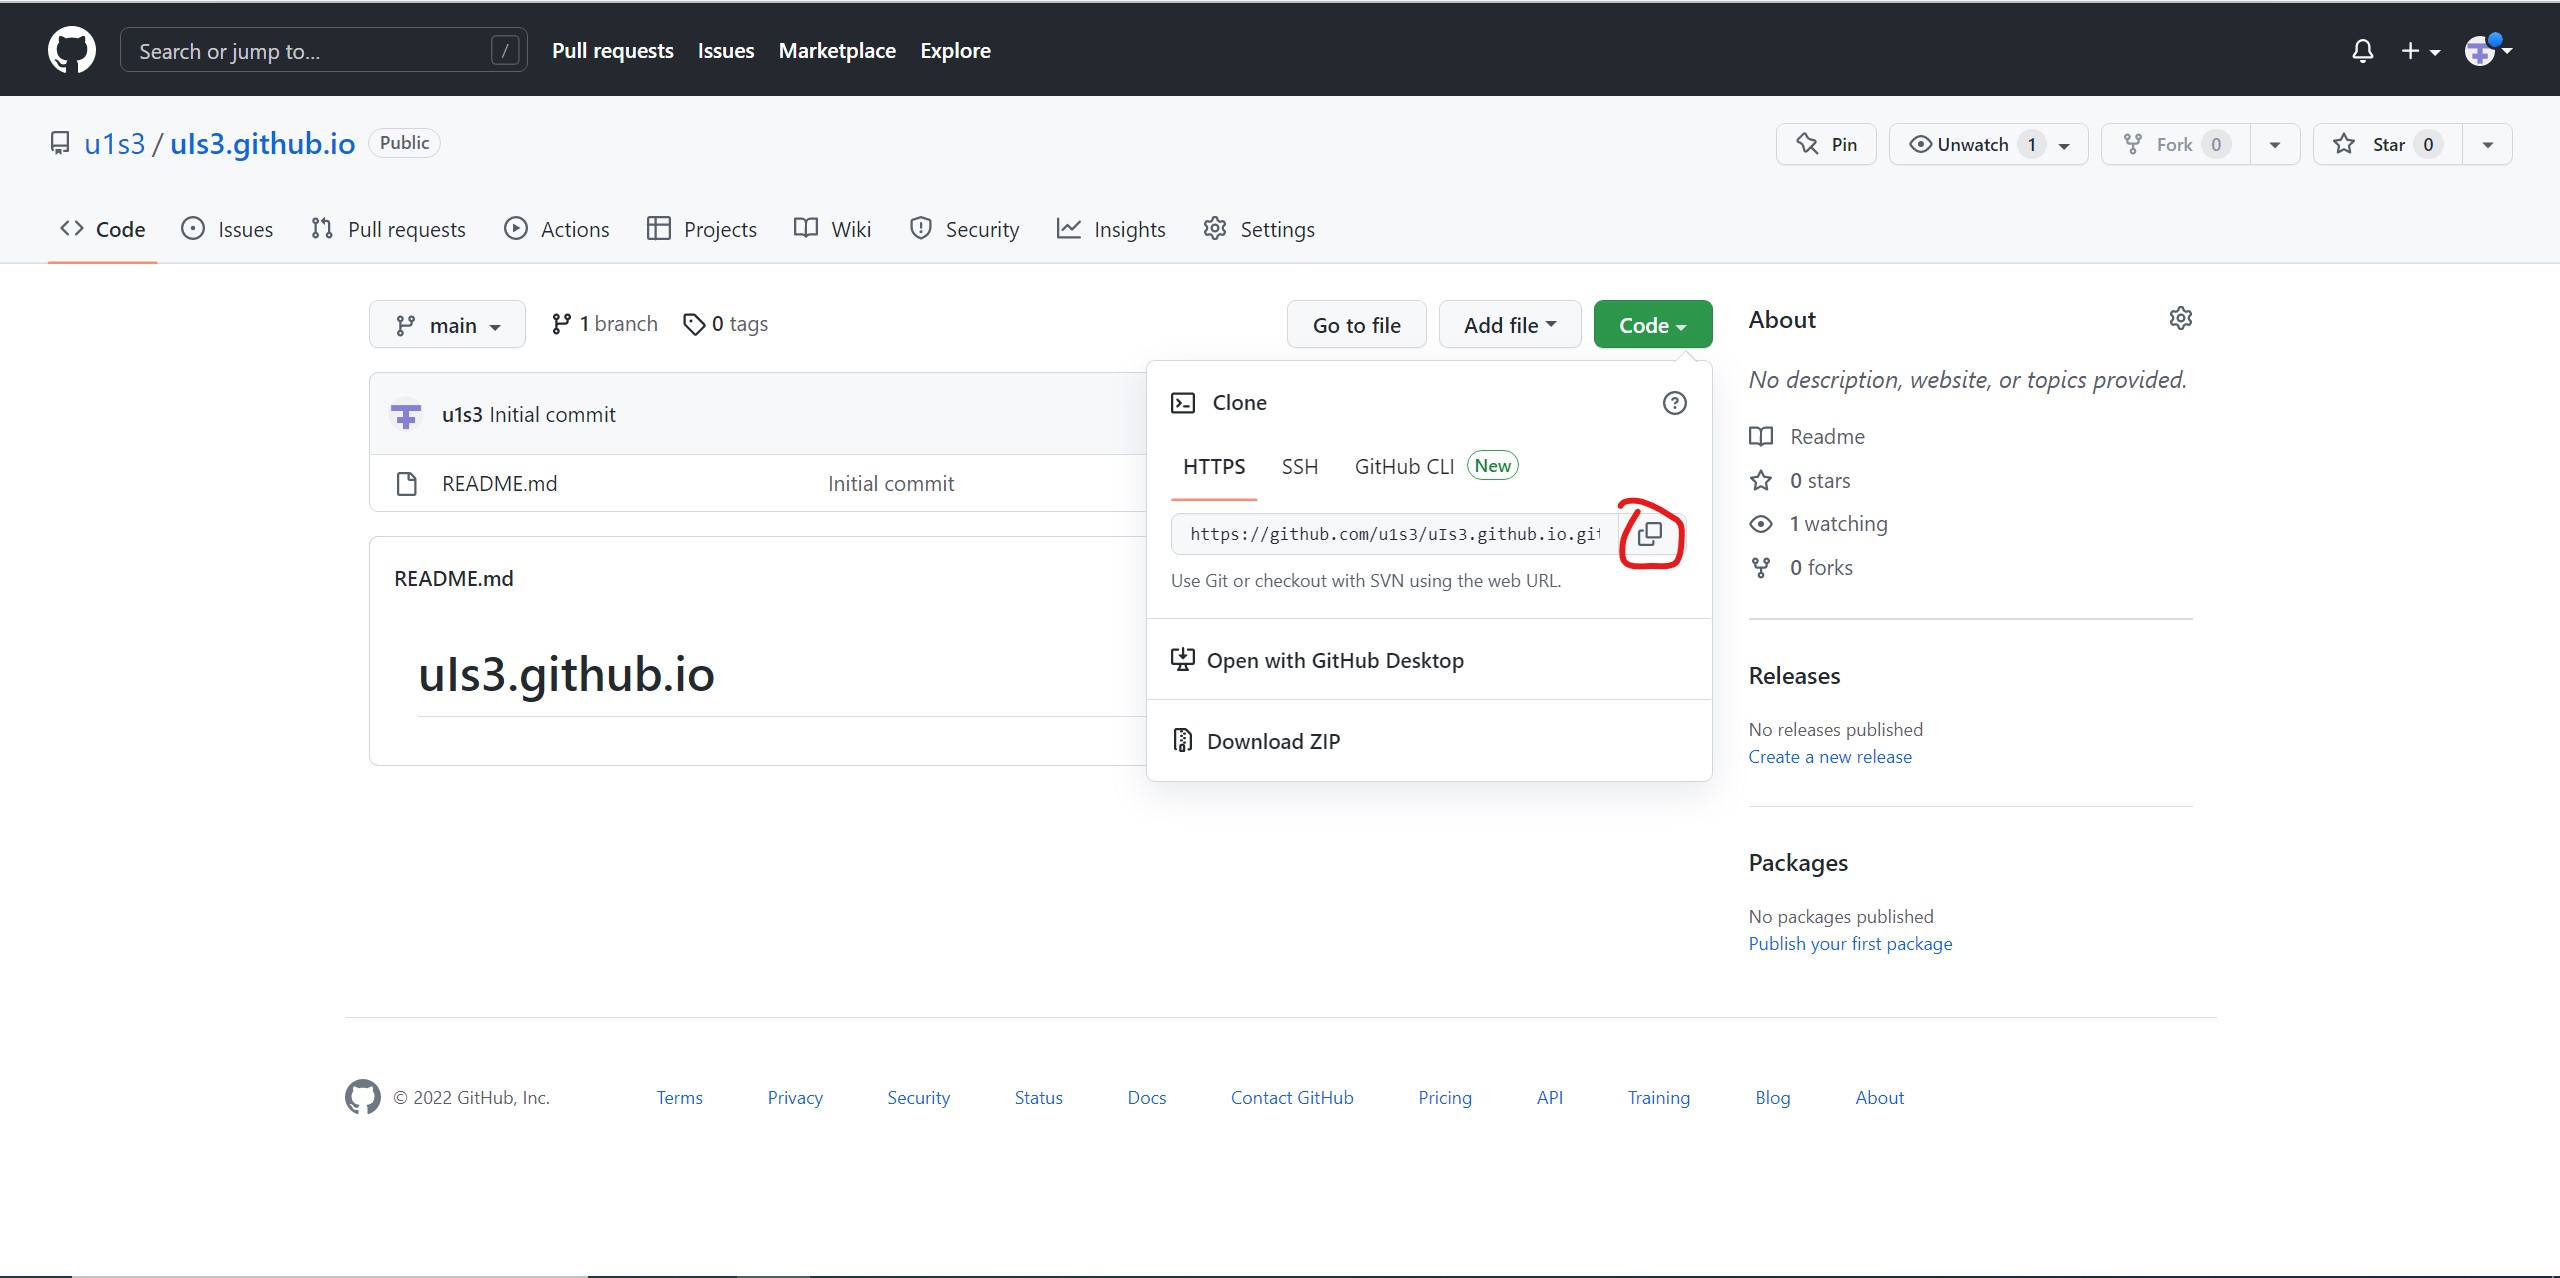 Search or jump to... /
Pull requests Issues Marketplace Explore
u1s3 / uIs3.github.io Public
Pin Unwatch 1 Fork 0 Star 0
Code Issues Pull requests Actions Projects Wiki Security Insights Settings
main 1 branch 0 tags Go to file Add file Code
u1s3 Initial commit
README.md Initial commit
README.md
uIs3.github.io
Clone
HTTPS SSH GitHub CLI New
https://github.com/u1s3/uIs3.github.io.git
Use Git or checkout with SVN using the web URL.
Open with GitHub Desktop
Download ZIP
About
No description, website, or topics provided.
Readme
0 stars
1 watching
0 forks
Releases
No releases published
Create a new release
Packages
No packages published
Publish your first package
© 2022 GitHub, Inc. Terms Privacy Security Status Docs Contact GitHub Pricing API Training Blog About